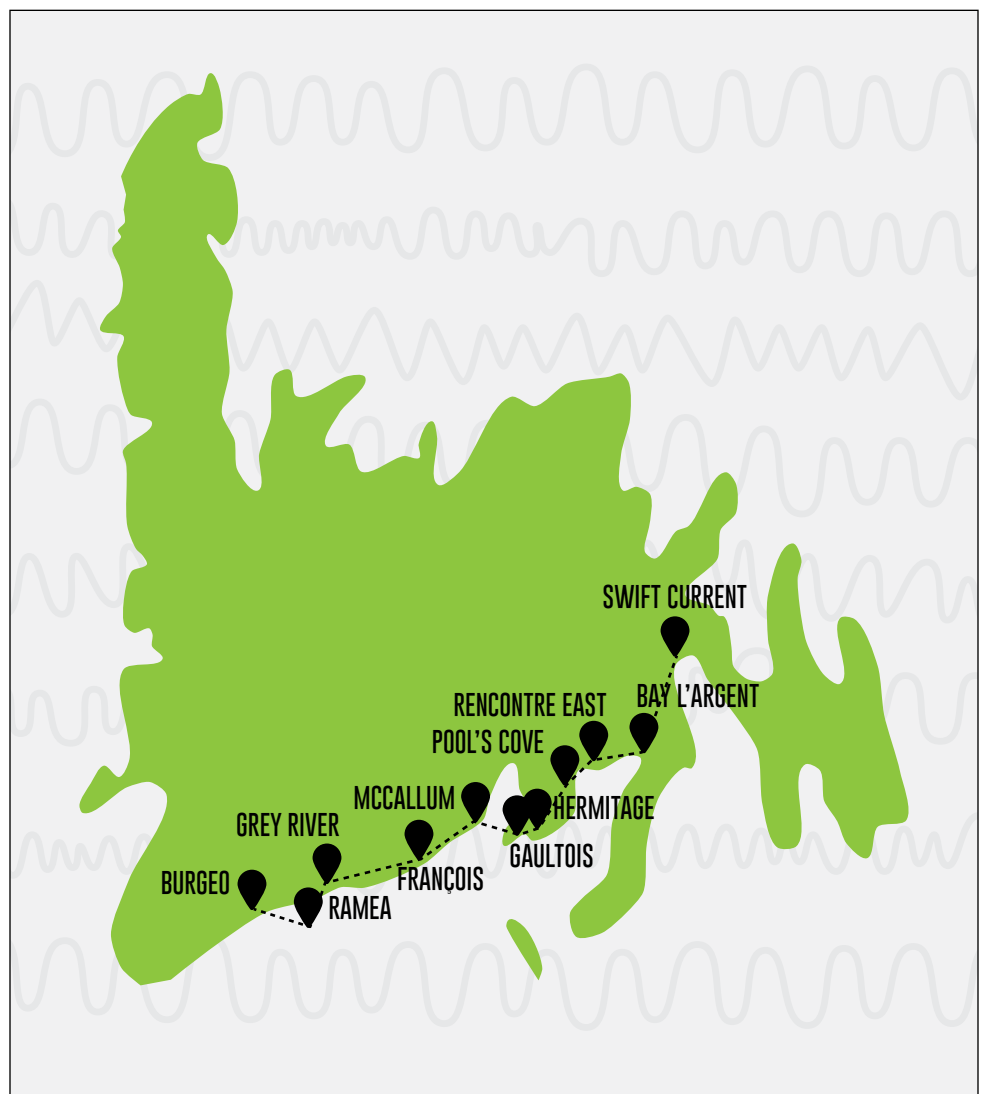 SWIFT CURRENT
BAY L'ARGENT
RENCONTRE EAST
POOL'S COVE
MCCALLUM
HERMITAGE
GREY RIVER
GAULTOIS
FRANÇOIS
BURGEO
RAMEA